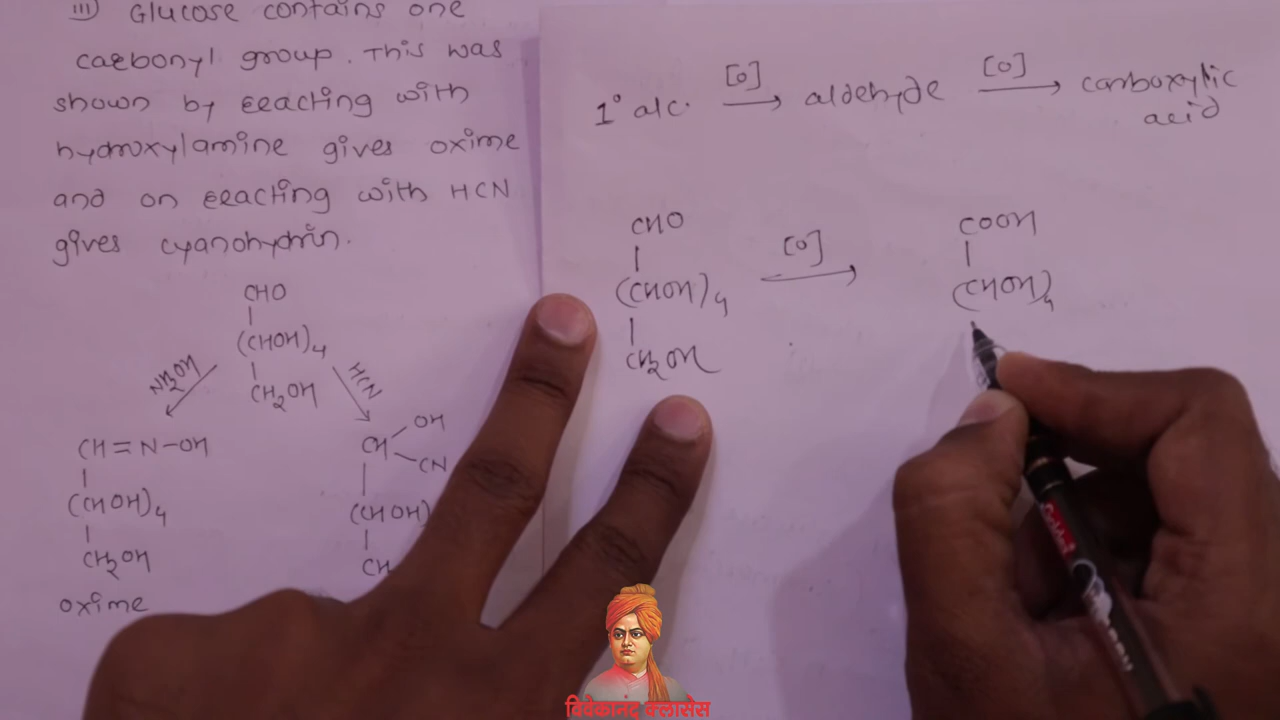 iii) Glucose contains one
carbonyl group. This was
shown by reacting with
hydroxylamine gives oxime
and on reacting with HCN
gives cyanohydrin.
CHO
(CHOH)4
CH2OH
NH2OH
HCN
CH=N-OH
(CHOH)4
CH2OH
oxime
CH
OH
CN
(CHOH)
CH
1° alc. [O] aldehyde [O] carboxylic
acid
CHO
(CHOH)4
CH2OH
[O]
COOH
(CHOH)4
विवेकानंद क्लासेस